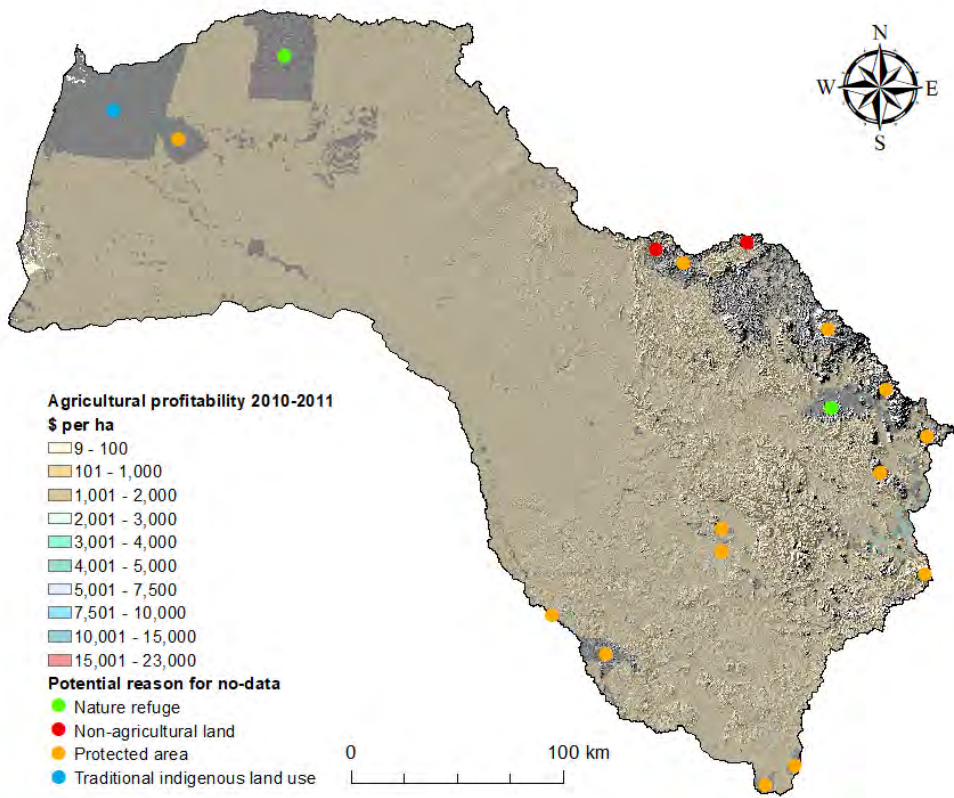 N
W E
S
Agricultural profitability 2010-2011
$ per ha
9 - 100
101 - 1,000
1,001 - 2,000
2,001 - 3,000
3,001 - 4,000
4,001 - 5,000
5,001 - 7,500
7,501 - 10,000
10,001 - 15,000
15,001 - 23,000
Potential reason for no-data
Nature refuge
Non-agricultural land
Protected area
Traditional indigenous land use
0 100 km